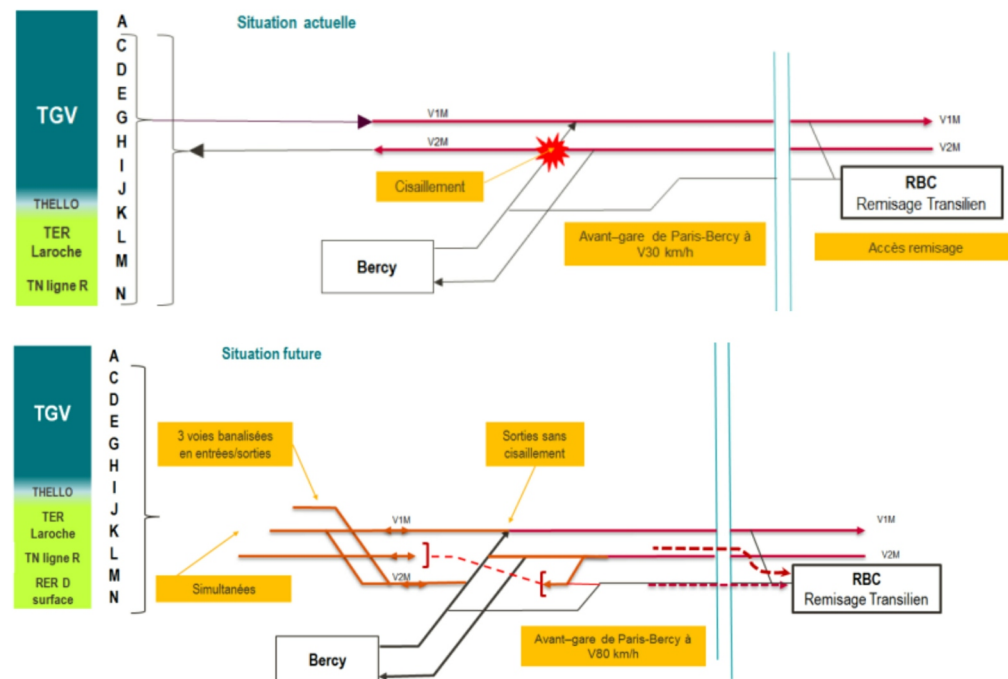 Situation actuelle
A
C
D
E
G
H
I
J
K
L
M
N
TGV
THELLO
TER
Laroche
TN ligne R
V1M
V1M
V2M
V2M
Cisaillement
RBC
Remisage Transilien
Bercy
Avant–gare de Paris-Bercy à
V30 km/h
Accès remisage
Situation future
A
C
D
E
G
H
I
J
K
L
M
N
TGV
THELLO
TER
Laroche
TN ligne R
RER D
surface
3 voies banalisées
en entrées/sorties
Sorties sans
cisaillement
V1M
V1M
V2M
V2M
Simultanées
RBC
Remisage Transilien
Bercy
Avant–gare de Paris-Bercy à
V80 km/h